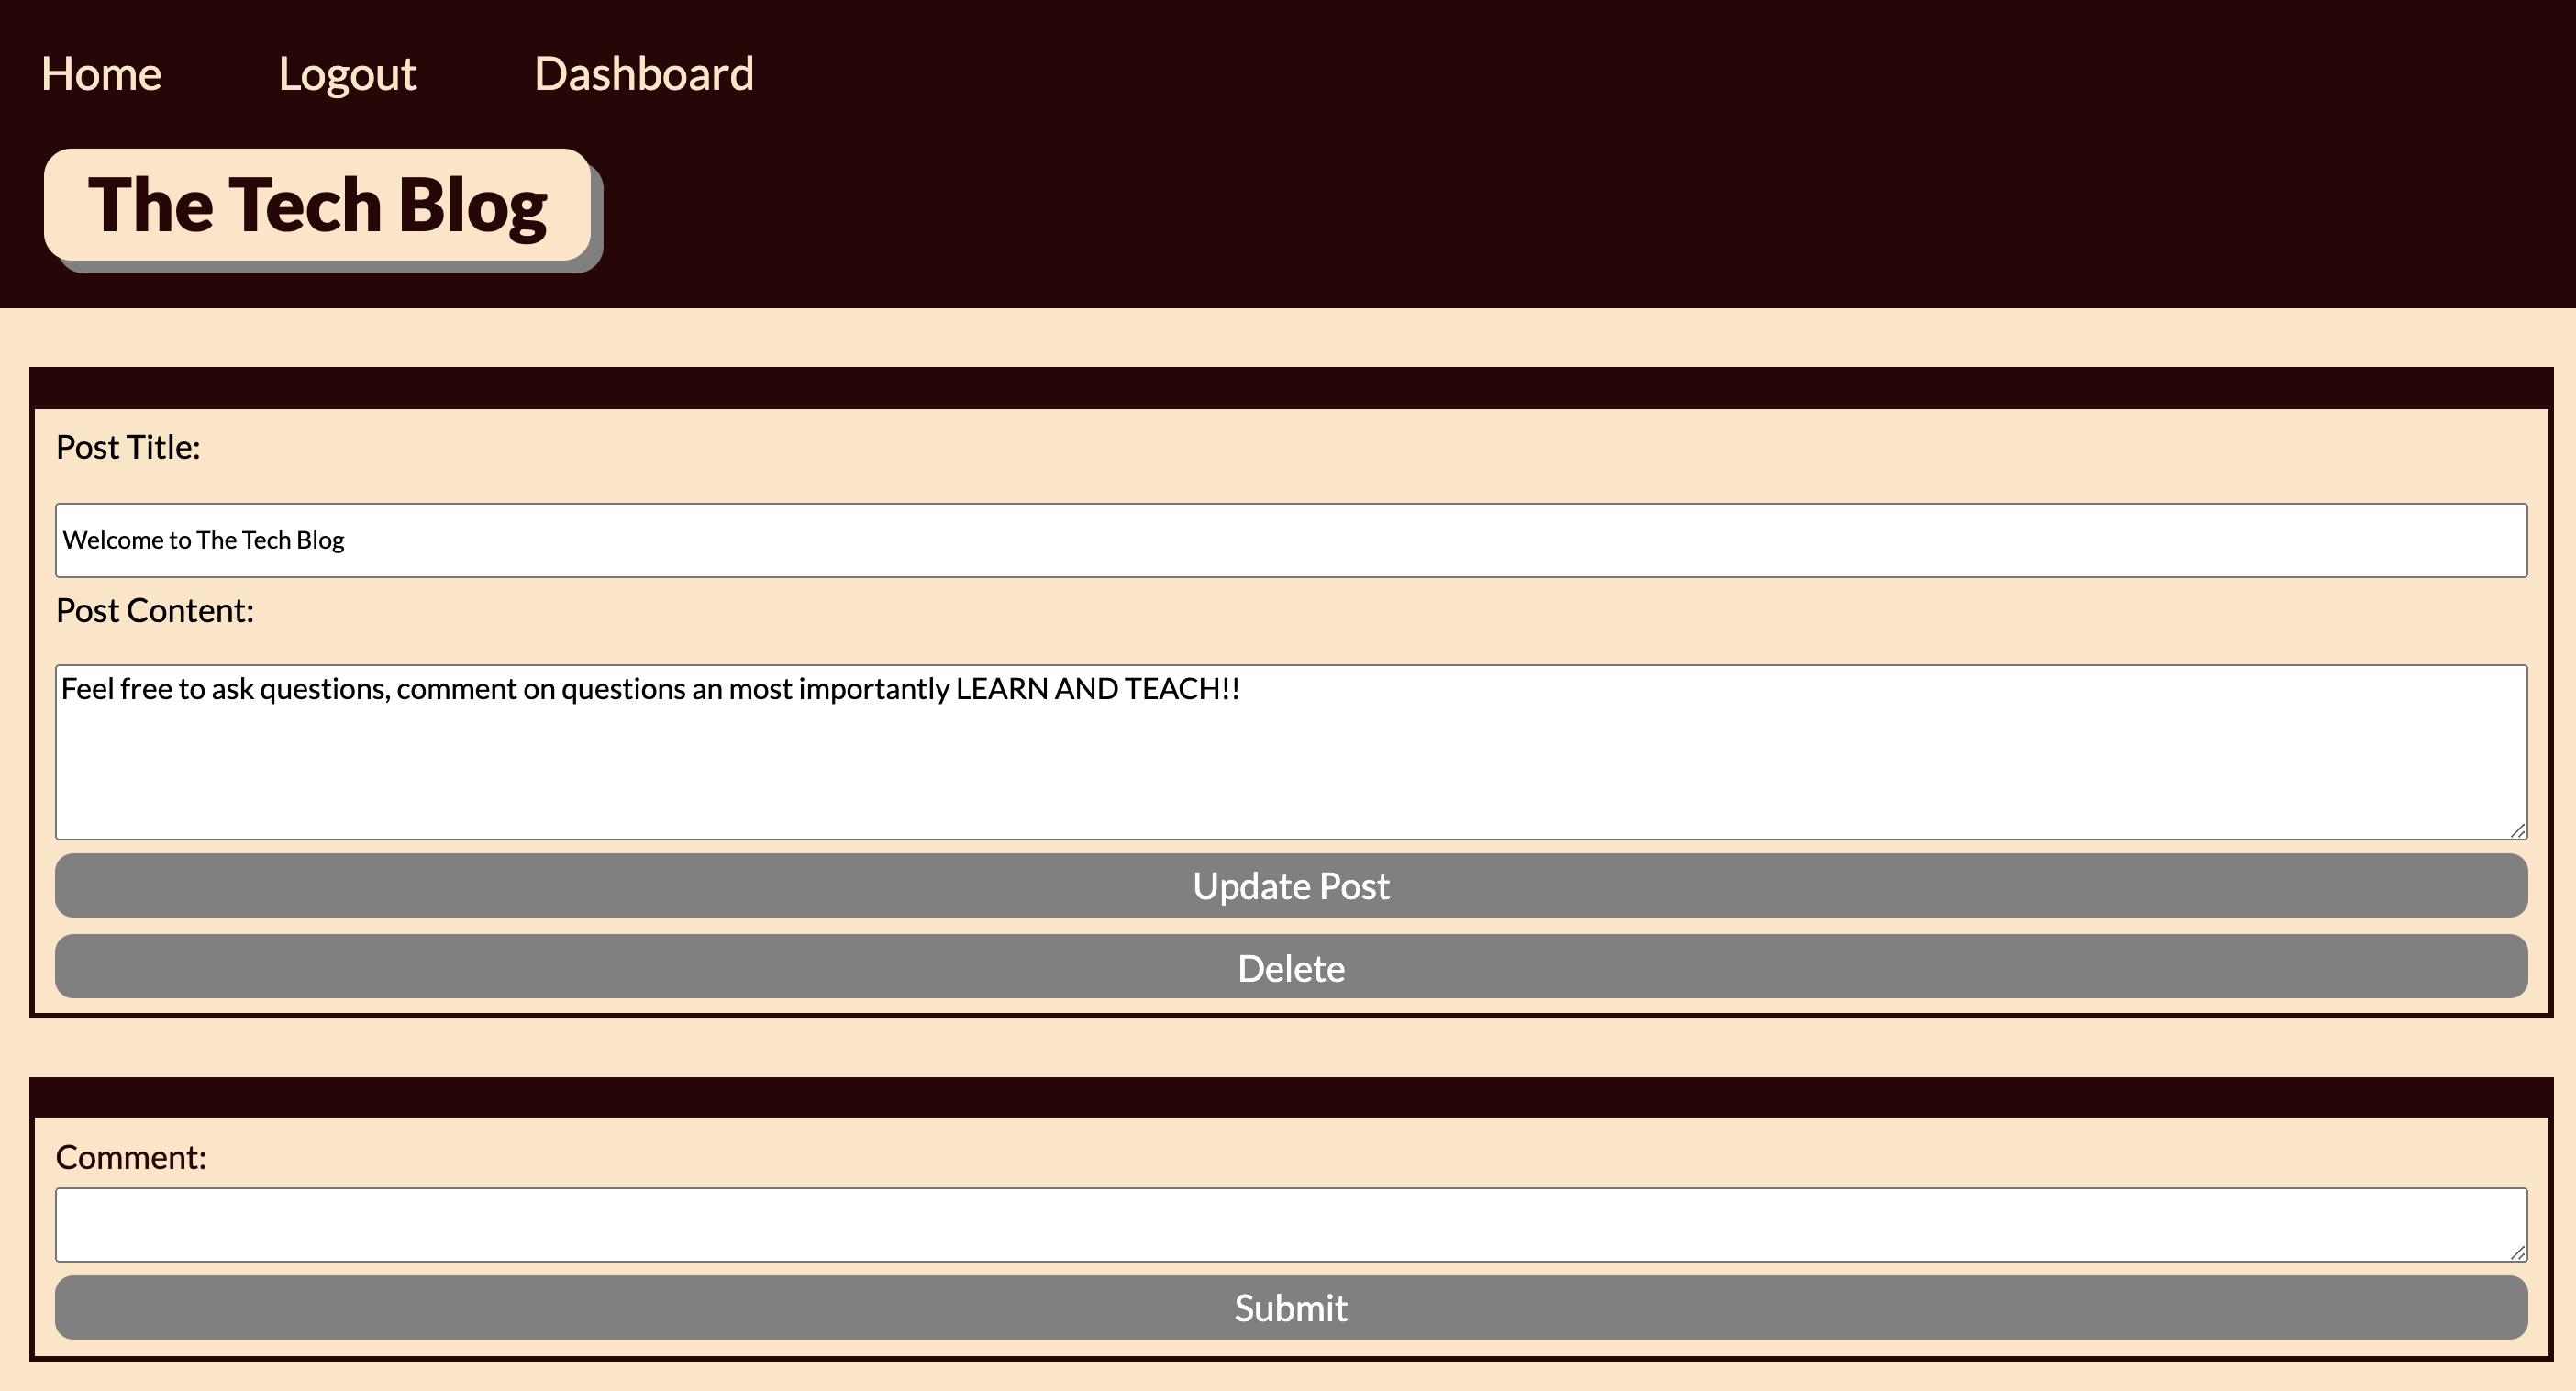 Home Logout Dashboard
The Tech Blog
Post Title:
Welcome to The Tech Blog
Post Content:
Feel free to ask questions, comment on questions an most importantly LEARN AND TEACH!!
Update Post
Delete
Comment:
Submit